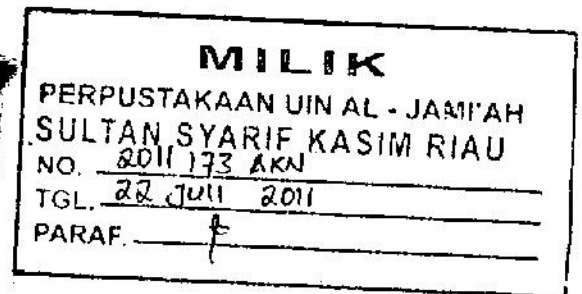 MILIK
PERPUSTAKAAN UIN AL - JAMI'AH
SULTAN SYARIF KASIM RIAU
NO. 2011 173 AKN
TGL. 22 JULI 2011
PARAF.